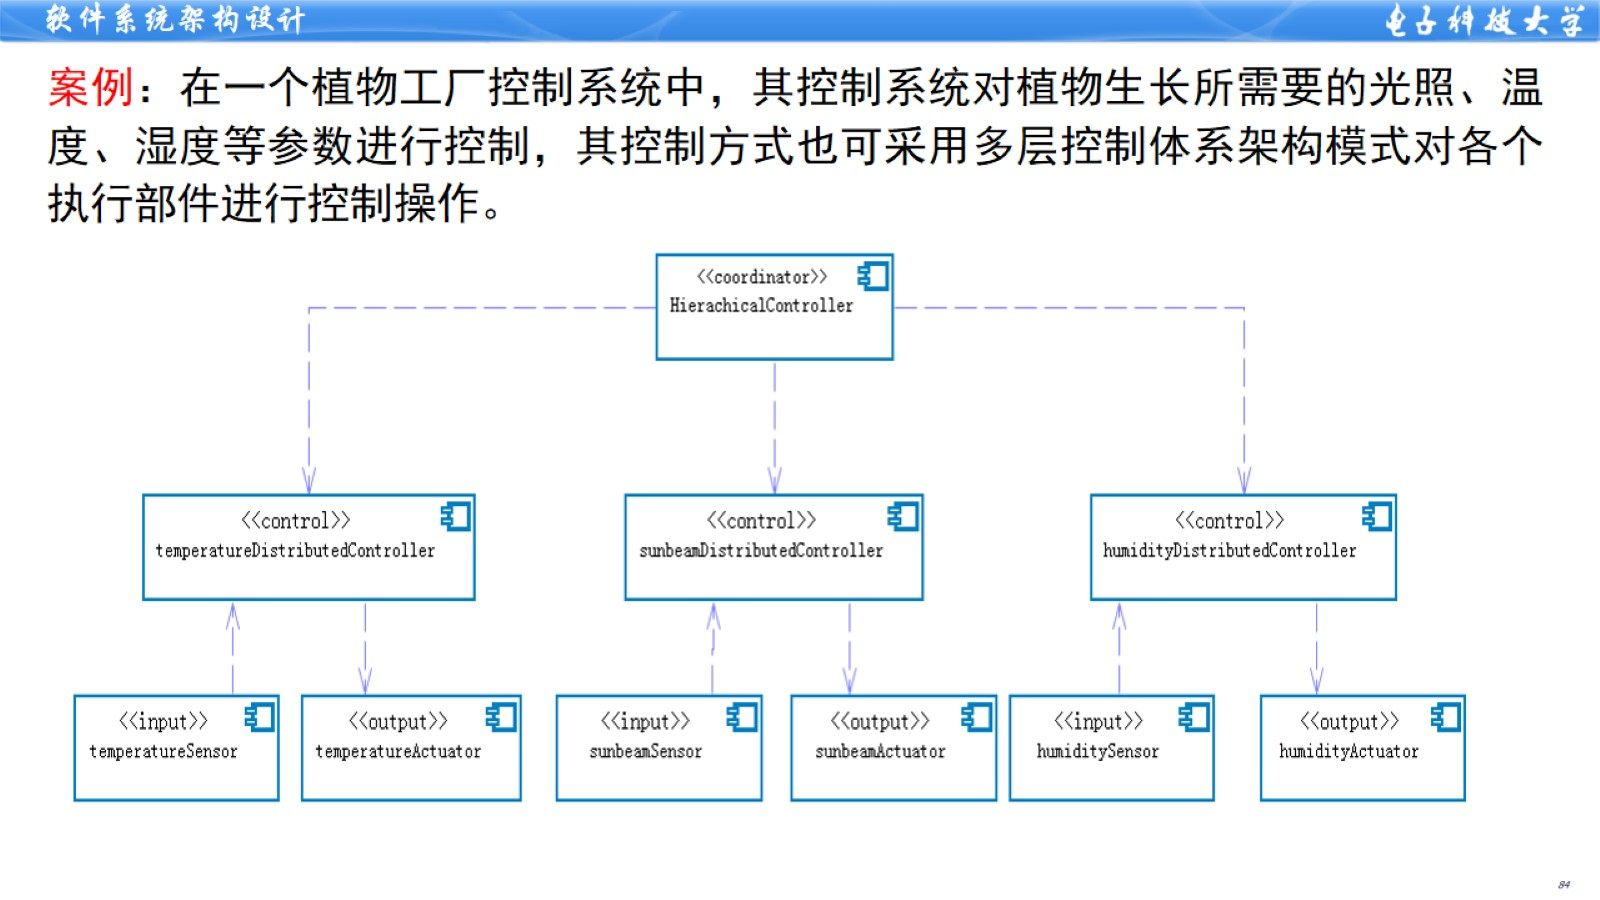 软件系统架构设计
电子科技大学
案例：在一个植物工厂控制系统中，其控制系统对植物生长所需要的光照、温
度、湿度等参数进行控制，其控制方式也可采用多层控制体系架构模式对各个
执行部件进行控制操作。
<<coordinator>>
HierachicalController
<<control>>
temperatureDistributedController
<<control>>
sunbeamDistributedController
<<control>>
humidityDistributedController
<<input>>
temperatureSensor
<<output>>
temperatureActuator
<<input>>
sunbeamSensor
<<output>>
sunbeamActuator
<<input>>
humiditySensor
<<output>>
humidityActuator
84